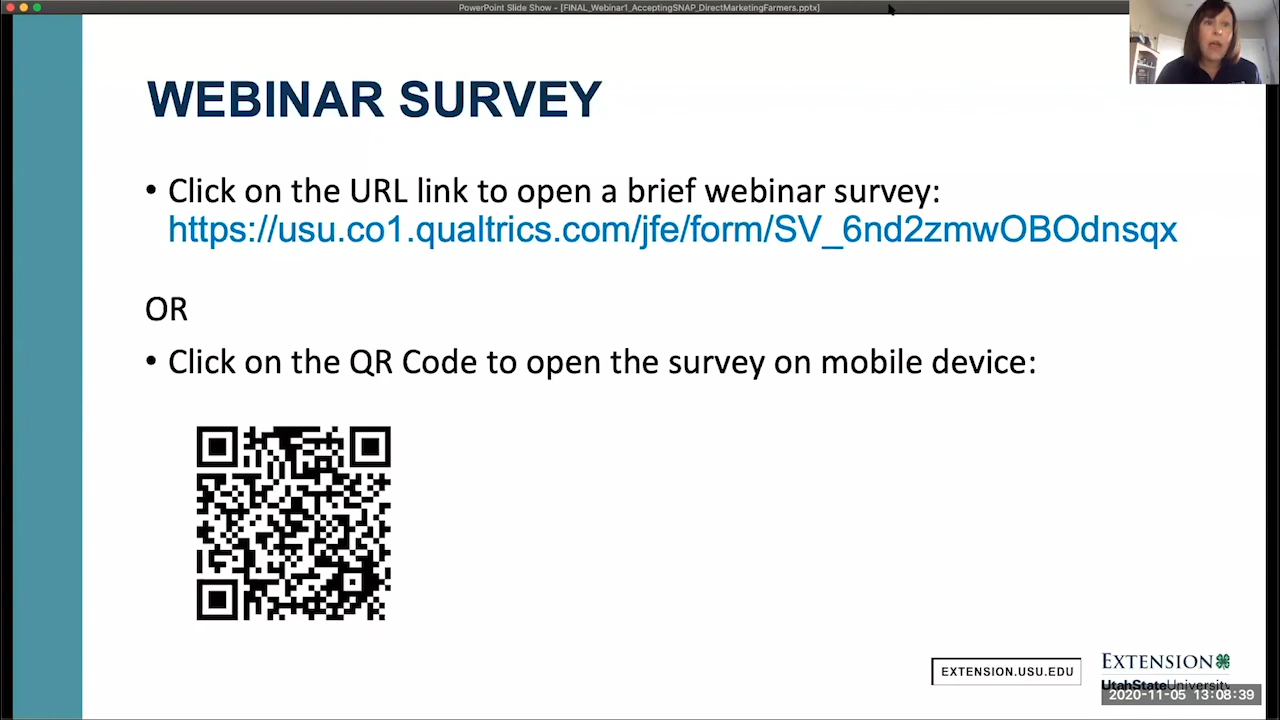 PowerPoint Slide Show - [FINAL_Webinar1_AcceptingSNAP_DirectMarketingFarmers.pptx]
WEBINAR SURVEY
• Click on the URL link to open a brief webinar survey:
https://usu.co1.qualtrics.com/jfe/form/SV_6nd2zmwOBOdnsqx
OR
• Click on the QR Code to open the survey on mobile device:
EXTENSION.USU.EDU
EXTENSION
UtahStateUniversity
2020-11-05 13:08:39